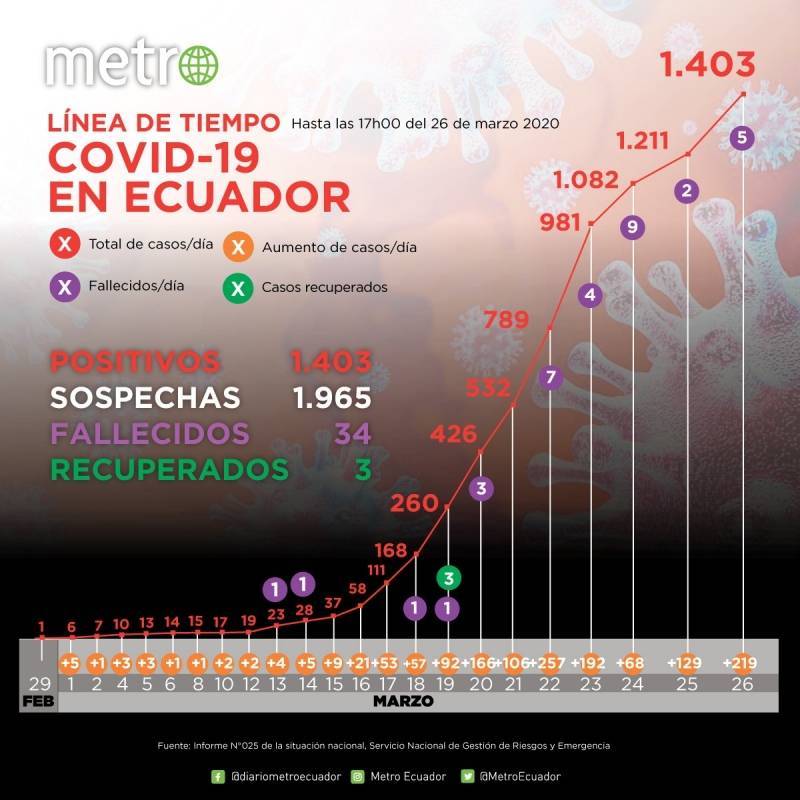 metro
LÍNEA DE TIEMPO Hasta las 17h00 del 26 de marzo 2020
COVID-19
EN ECUADOR
X Total de casos/día X Aumento de casos/día
X Fallecidos/día X Casos recuperados
POSITIVOS 1.403
SOSPECHAS 1.965
FALLECIDOS 34
RECUPERADOS 3
1.403
5
1.211
2
1.082
9
981
4
789
7
532
426
3
260
168
3
111
1 1
58
1 1
1 6 7 10 13 14 15 17 19 23 28 37
+5 +1 +3 +3 +1 +1 +2 +2 +4 +5 +9 +21 +53 +57 +92 +166 +106 +257 +192 +68 +129 +219
29 1 2 4 5 6 8 10 12 13 14 15 16 17 18 19 20 21 22 23 24 25 26
FEB MARZO
Fuente: Informe N°025 de la situación nacional, Servicio Nacional de Gestión de Riesgos y Emergencia
@diariometroecuador Metro Ecuador @MetroEcuador